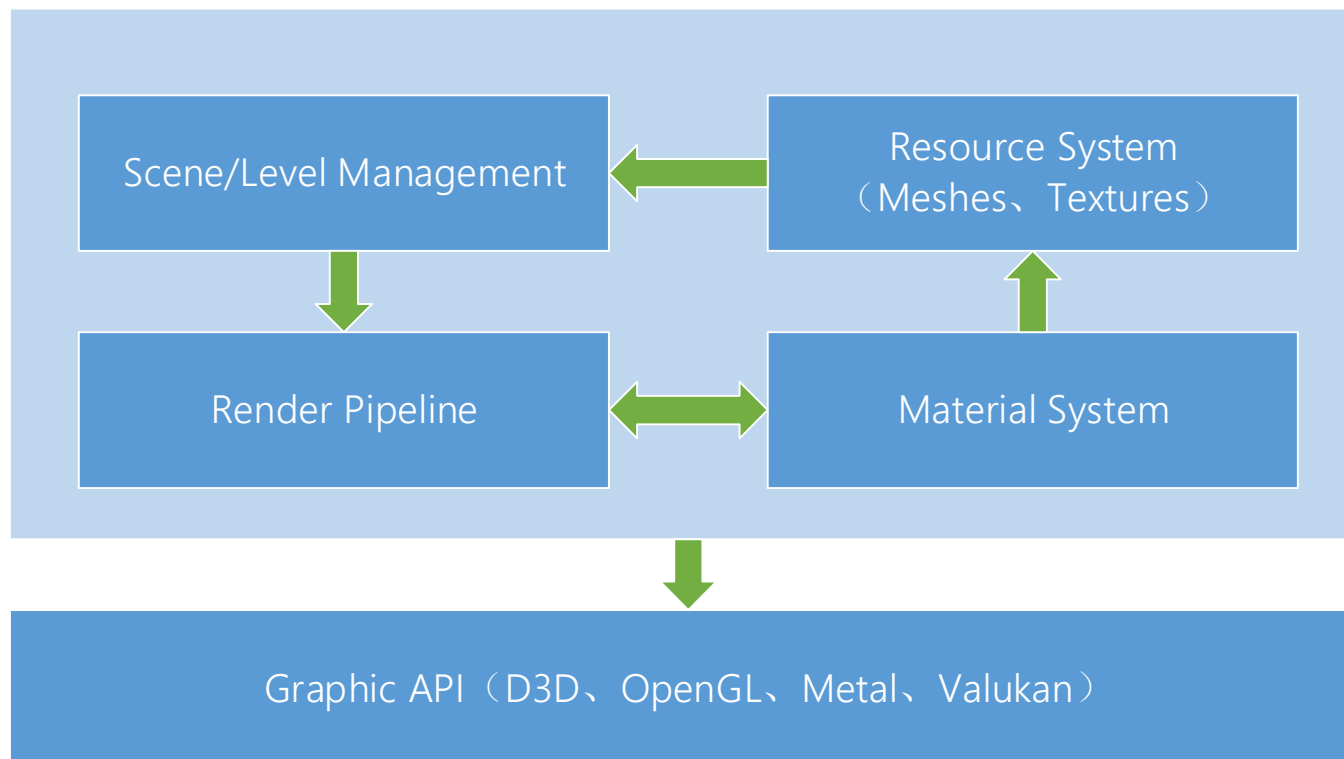 Scene/Level Management
Resource System
（Meshes、Textures）
Render Pipeline
Material System
Graphic API（D3D、OpenGL、Metal、Valukan）